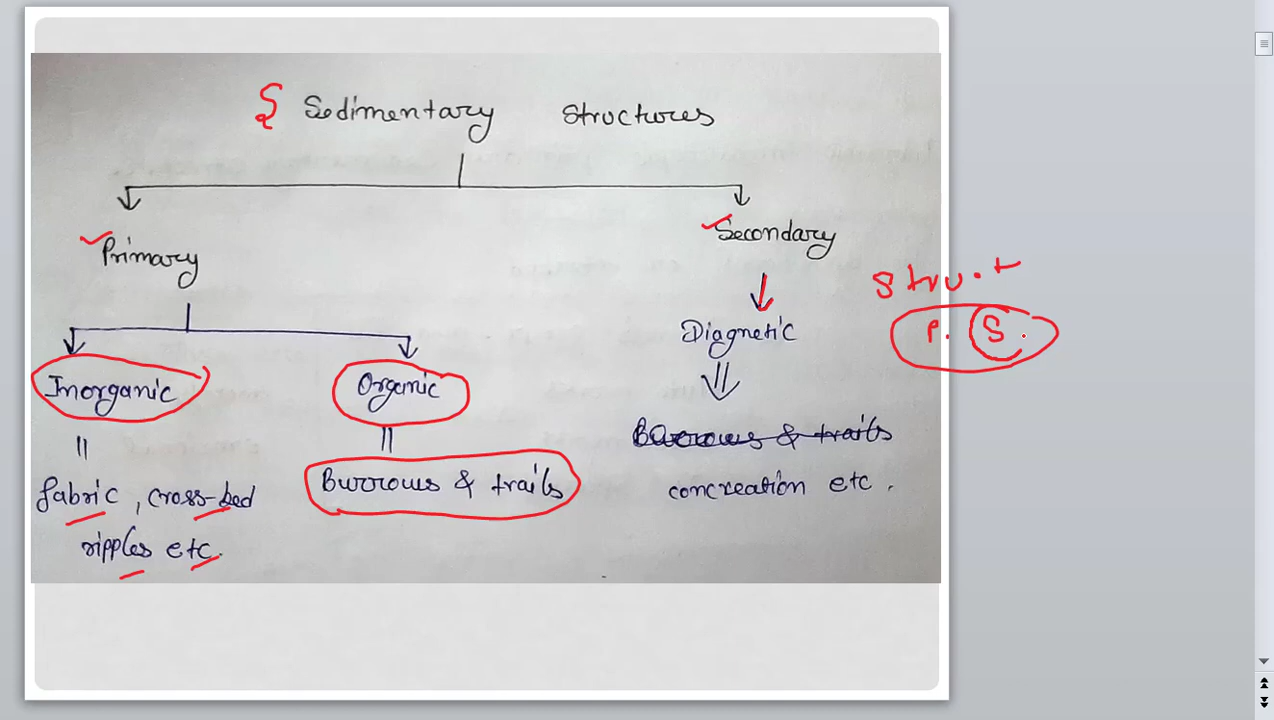 Sedimentary Structures
Primary
Secondary
Struct
P. S.
Diagnetic
Inorganic
Organic
Burrows & trails
Burrows & trails
fabric, cross-bed
ripples etc.
concreation etc.